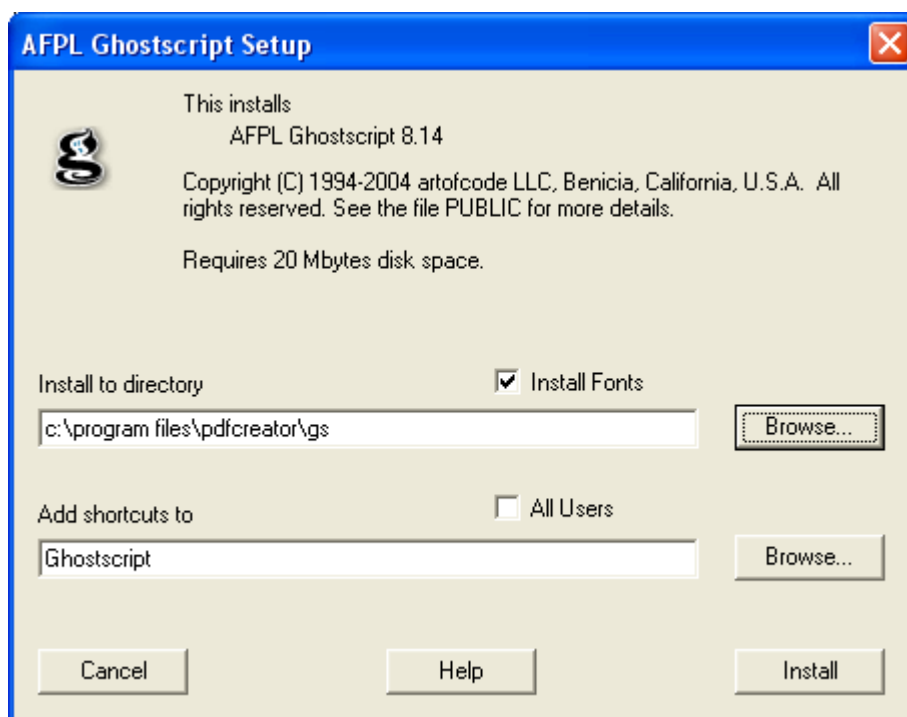 AFPL Ghostscript Setup
This installs
AFPL Ghostscript 8.14
Copyright (C) 1994-2004 artofcode LLC, Benicia, California, U.S.A. All
rights reserved. See the file PUBLIC for more details.
Requires 20 Mbytes disk space.
Install to directory
Install Fonts
c:\program files\pdfcreator\gs
Browse...
Add shortcuts to
All Users
Ghostscript
Browse...
Cancel
Help
Install